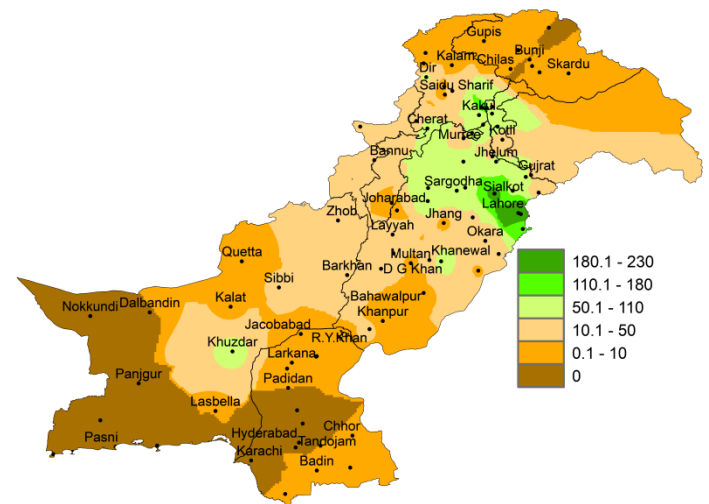 Gupis
Bunji
Kalam Chilas
Skardu
Dir
Saidu Sharif
Kakul
Cherat
Murree Kotli
Bannu
Jhelum
Gujrat
Sargodha
Sialkot
Joharabad
Lahore
Zhob
Jhang
Layyah
Okara
Quetta
Multan Khanewal
Sibbi
Barkhan
D G Khan
Nokkundi
Dalbandin
Kalat
Bahawalpur
Khanpur
Jacobabad
R.Y.Khan
Khuzdar
Larkana
Panjgur
Padidan
Lasbella
Pasni
Hyderabad
Chhor
Tandojam
Karachi
Badin
180.1 - 230
110.1 - 180
50.1 - 110
10.1 - 50
0.1 - 10
0